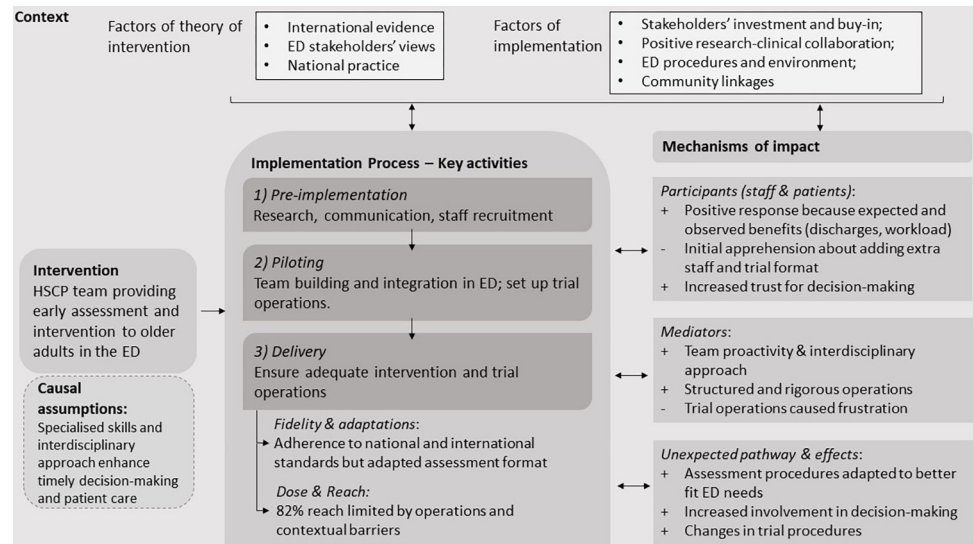 Context
Factors of theory of
intervention
• International evidence
• ED stakeholders' views
• National practice
Factors of
implementation
• Stakeholders' investment and buy-in;
• Positive research-clinical collaboration;
• ED procedures and environment;
• Community linkages
Intervention
HSCP team providing
early assessment and
intervention to older
adults in the ED
Causal
assumptions:
Specialised skills and
interdisciplinary
approach enhance
timely decision-making
and patient care
Implementation Process – Key activities
1) Pre-implementation
Research, communication, staff recruitment
2) Piloting
Team building and integration in ED; set up trial
operations.
3) Delivery
Ensure adequate intervention and trial
operations
Fidelity & adaptations:
Adherence to national and international
standards but adapted assessment format
Dose & Reach:
82% reach limited by operations and
contextual barriers
Mechanisms of impact
Participants (staff & patients):
+ Positive response because expected and
observed benefits (discharges, workload)
- Initial apprehension about adding extra
staff and trial format
+ Increased trust for decision-making
Mediators:
+ Team proactivity & interdisciplinary
approach
+ Structured and rigorous operations
- Trial operations caused frustration
Unexpected pathway & effects:
+ Assessment procedures adapted to better
fit ED needs
+ Increased involvement in decision-making
+ Changes in trial procedures